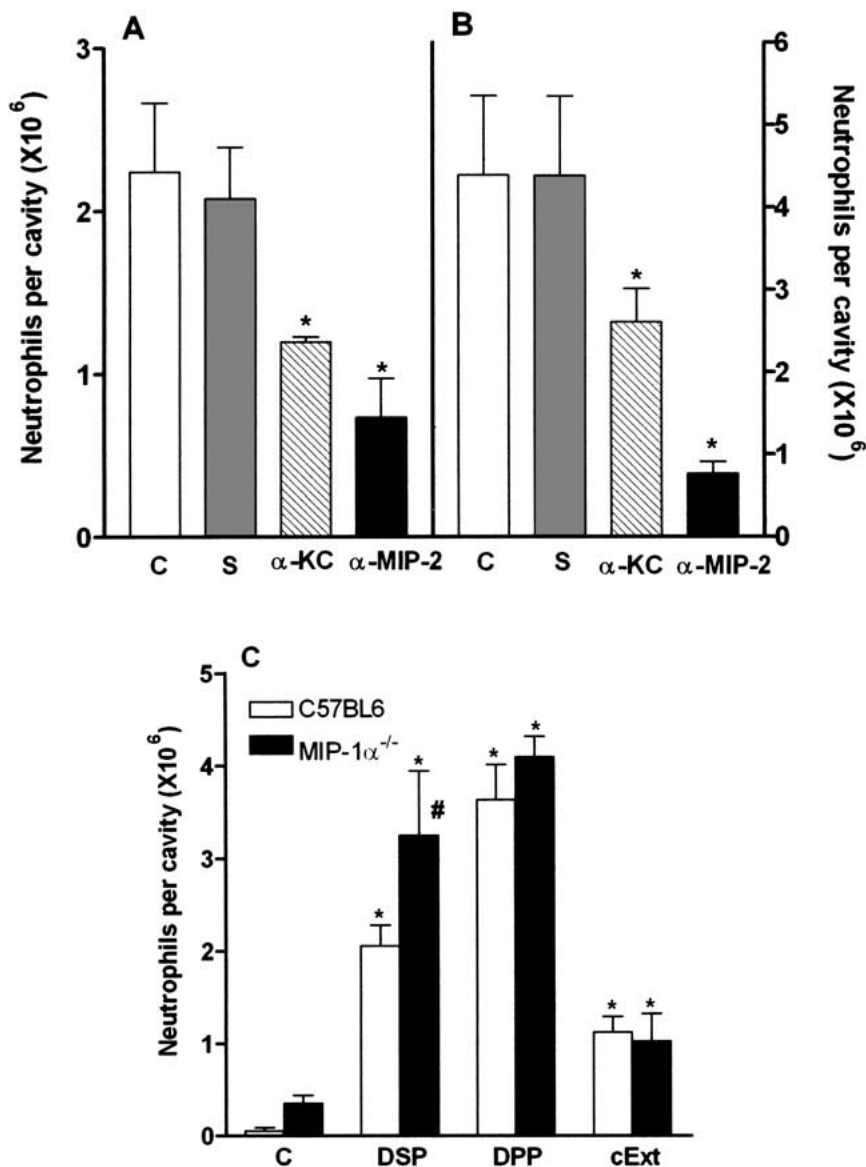 A
B
Neutrophils per cavity (X10⁶)
3
2
1
0
*
*
C
S
α-KC
α-MIP-2
*
*
C
S
α-KC
α-MIP-2
6
5
4
3
2
1
0
Neutrophils per cavity (X10⁶)
C
C57BL6
MIP-1α⁻/⁻
Neutrophils per cavity (X10⁶)
5
4
3
2
1
0
*
*
#
*
*
*
*
C
DSP
DPP
cExt